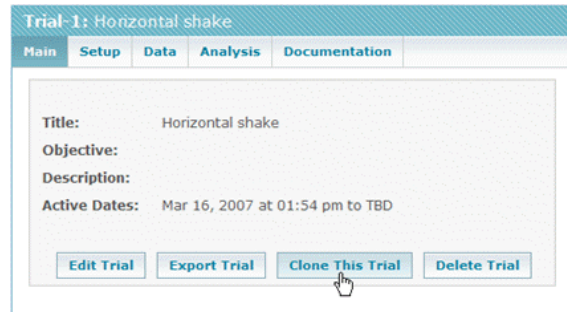 Trial-1: Horizontal shake
Main Setup Data Analysis Documentation
Title: Horizontal shake
Objective:
Description:
Active Dates: Mar 16, 2007 at 01:54 pm to TBD
Edit Trial Export Trial Clone This Trial Delete Trial